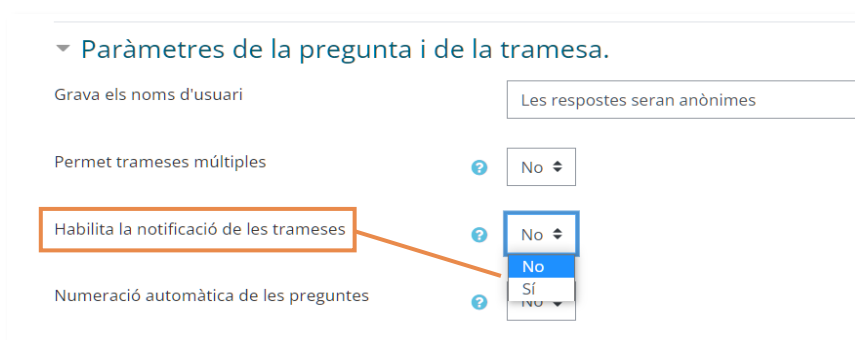 Paràmetres de la pregunta i de la tramesa.
Grava els noms d'usuari
Les respostes seran anònimes
Permet trameses múltiples
No
Habilita la notificació de les trameses
No
No
Sí
Numeració automàtica de les preguntes
No